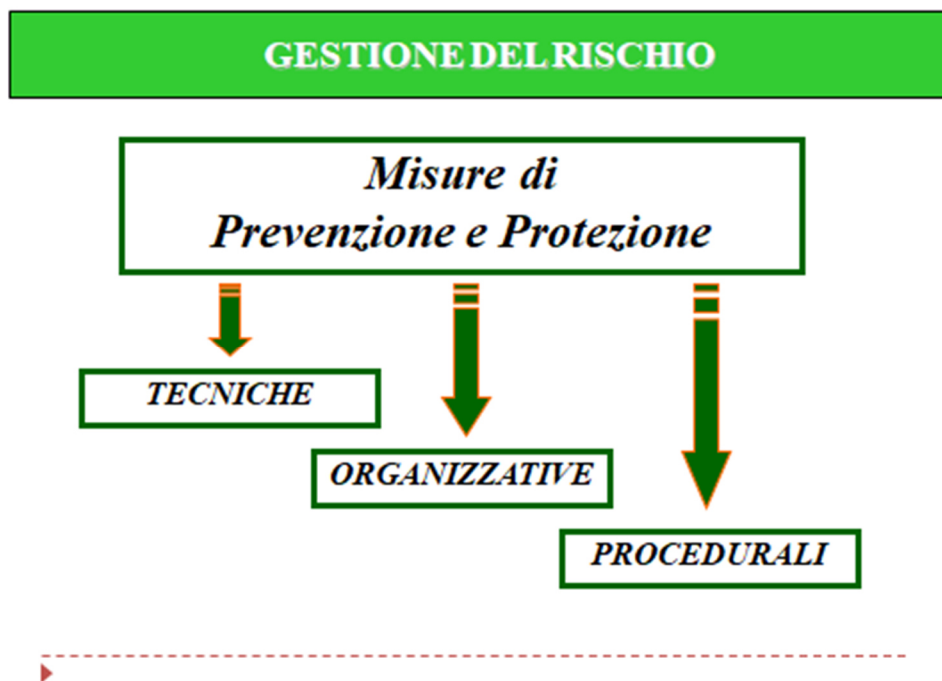 GESTIONE DEL RISCHIO
Misure di
Prevenzione e Protezione
TECNICHE
ORGANIZZATIVE
PROCEDURALI